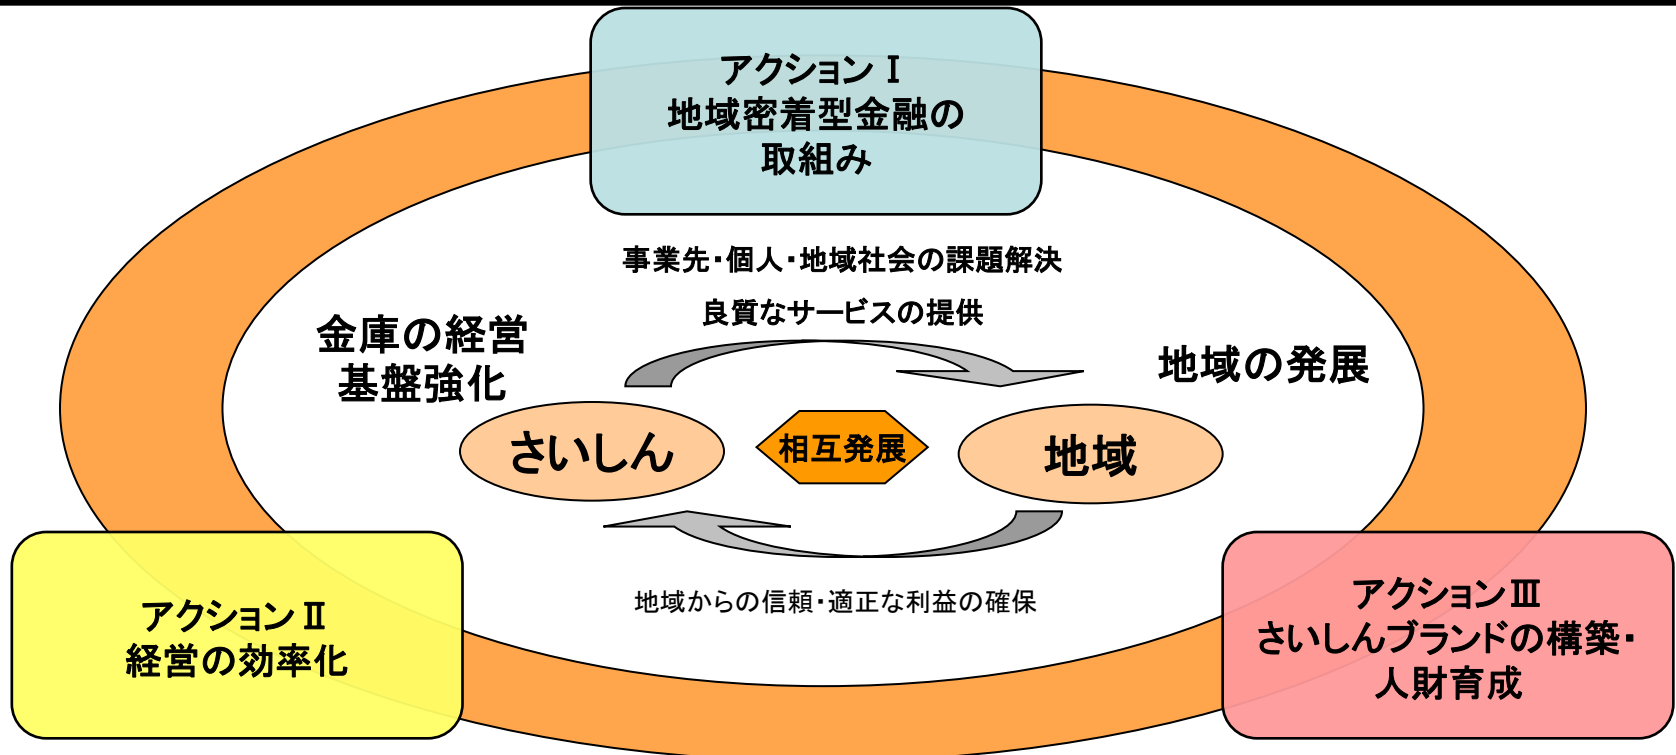 アクションⅠ
地域密着型金融の
取組み
事業先・個人・地域社会の課題解決
良質なサービスの提供
金庫の経営
基盤強化
地域の発展
さいしん
相互発展
地域
地域からの信頼・適正な利益の確保
アクションⅡ
経営の効率化
アクションⅢ
さいしんブランドの構築・
人財育成